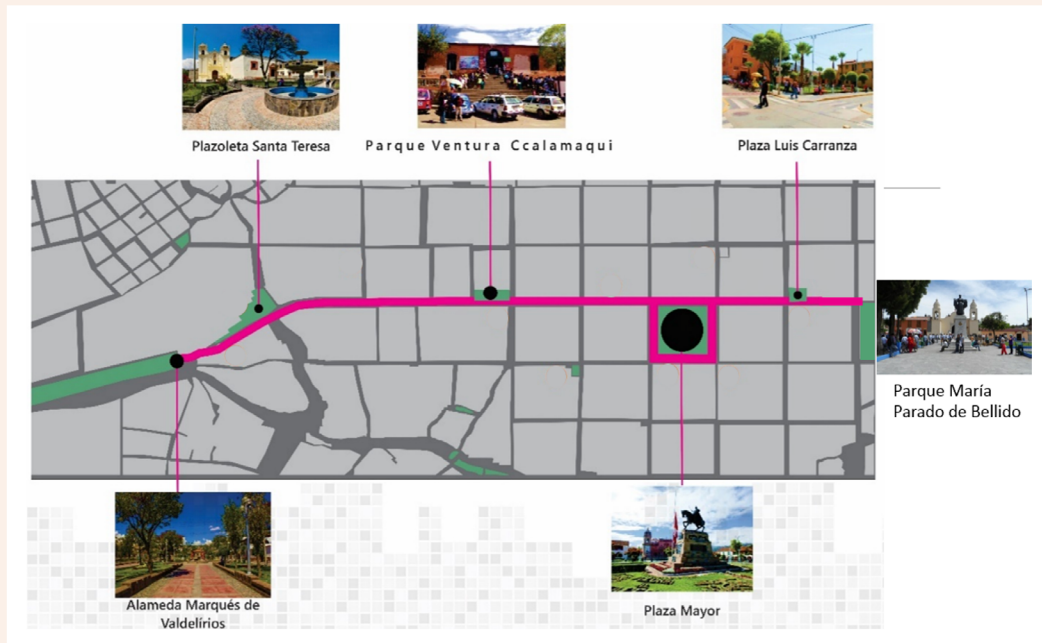 Plazoleta Santa Teresa
Parque Ventura Ccalamaqui
Plaza Luis Carranza
Parque María
Parado de Bellido
Alameda Marqués de
Valdelírios
Plaza Mayor